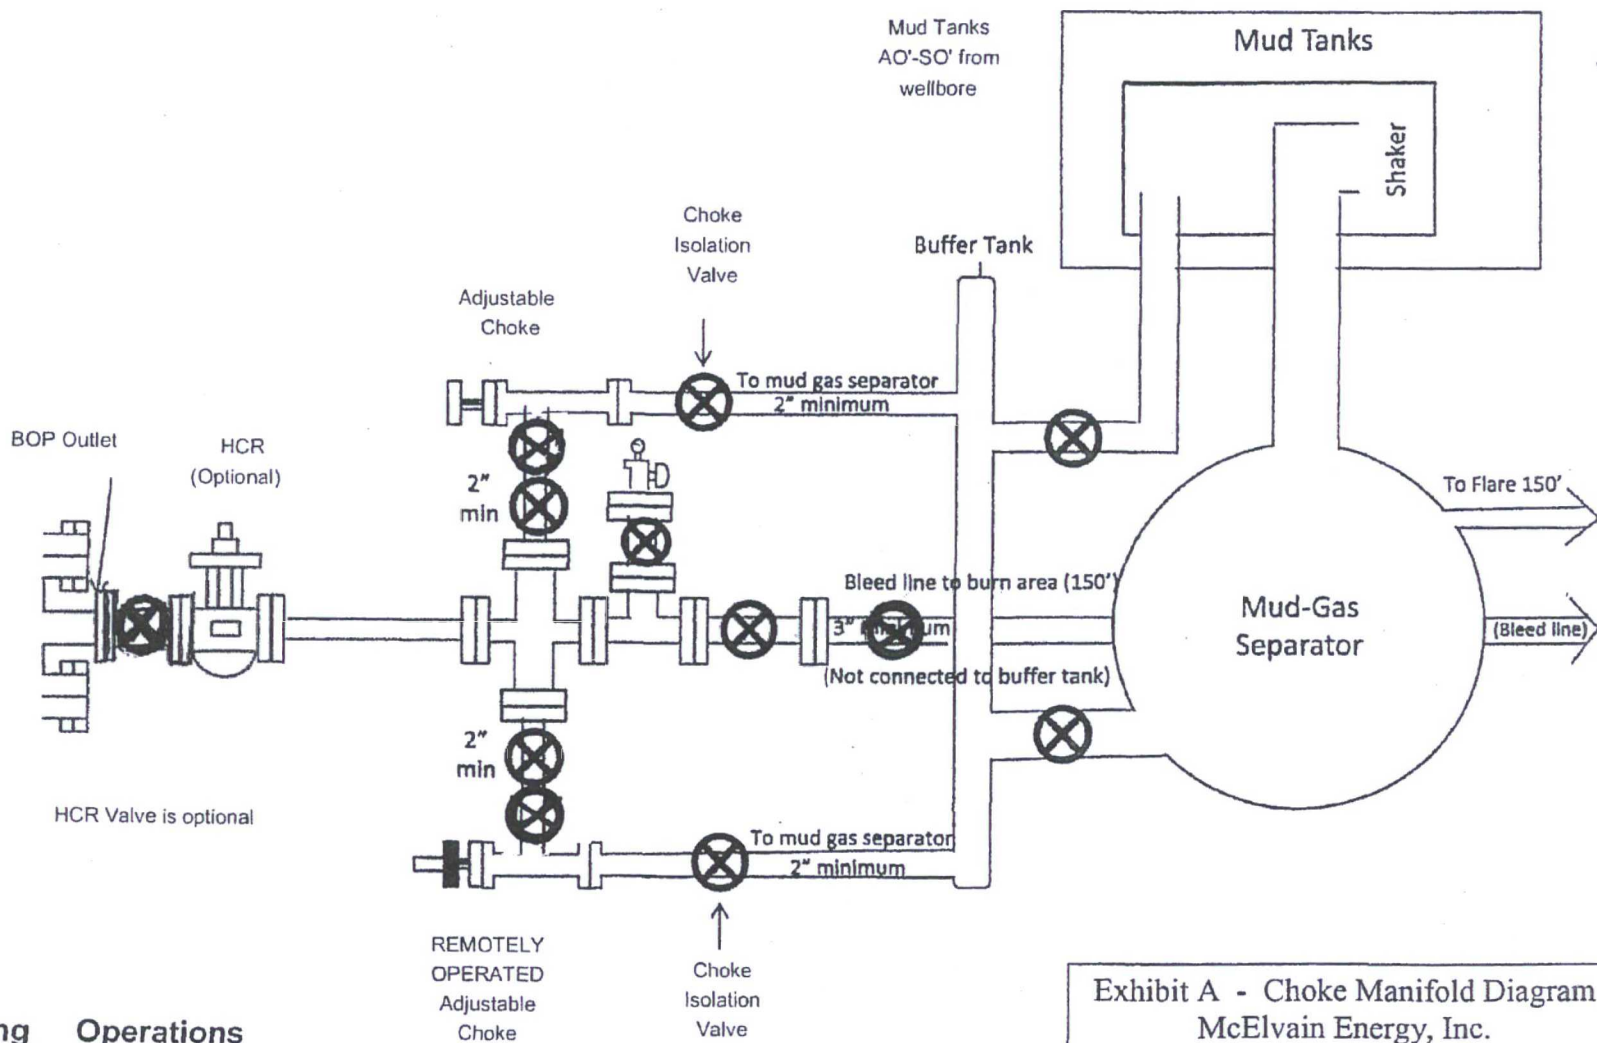 Mud Tanks
AO'-SO' from
wellbore
Mud Tanks
Shaker
Choke
Isolation
Valve
Buffer Tank
Adjustable
Choke
To mud gas separator
2" minimum
BOP Outlet
HCR
(Optional)
2"
min
To Flare 150'
Bleed line to burn area (150')
3" minimum
(Not connected to buffer tank)
Mud-Gas
Separator
(Bleed line)
2"
min
HCR Valve is optional
To mud gas separator
2" minimum
REMOTELY
OPERATED
Adjustable
Choke
Choke
Isolation
Valve
Exhibit A - Choke Manifold Diagram
McElvain Energy, Inc.
ng Operations